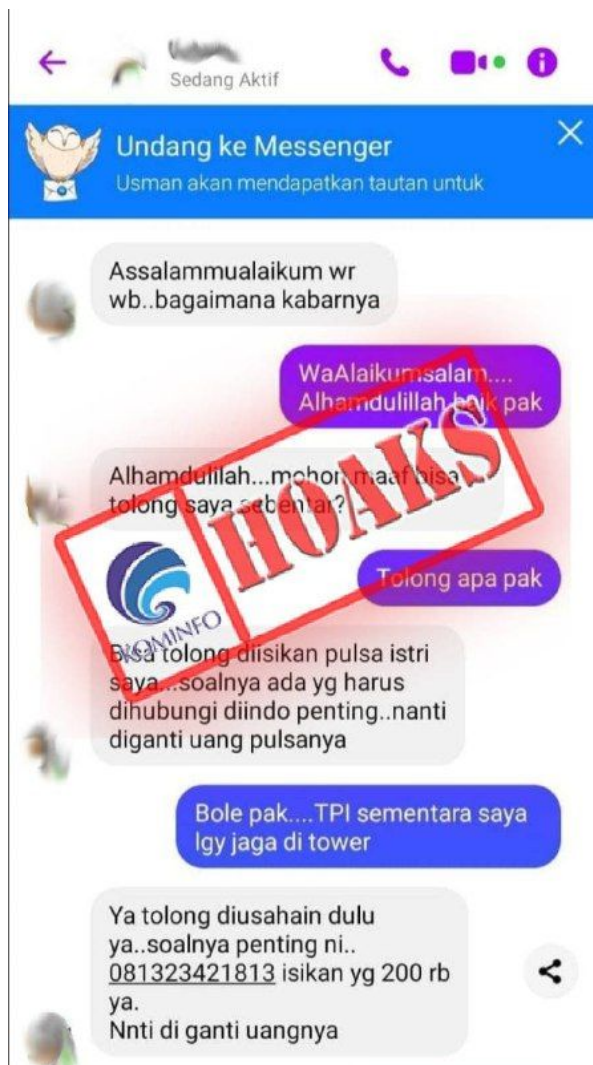 Sedang Aktif
Undang ke Messenger
Usman akan mendapatkan tautan untuk
Assalammualaikum wr
wb..bagaimana kabarnya
WaAlaikumsalam....
Alhamdulillah baik pak
Alhamdulilah...mohon maaf bisa
tolong saya sebentar?
HOAKS
KOMINFO
Tolong apa pak
Bisa tolong diisikan pulsa istri
saya...soalnya ada yg harus
dihubungi diindo penting..nanti
diganti uang pulsanya
Bole pak....TPI sementara saya
lgy jaga di tower
Ya tolong diusahain dulu
ya..soalnya penting ni..
081323421813 isikan yg 200 rb
ya.
Nnti di ganti uangnya